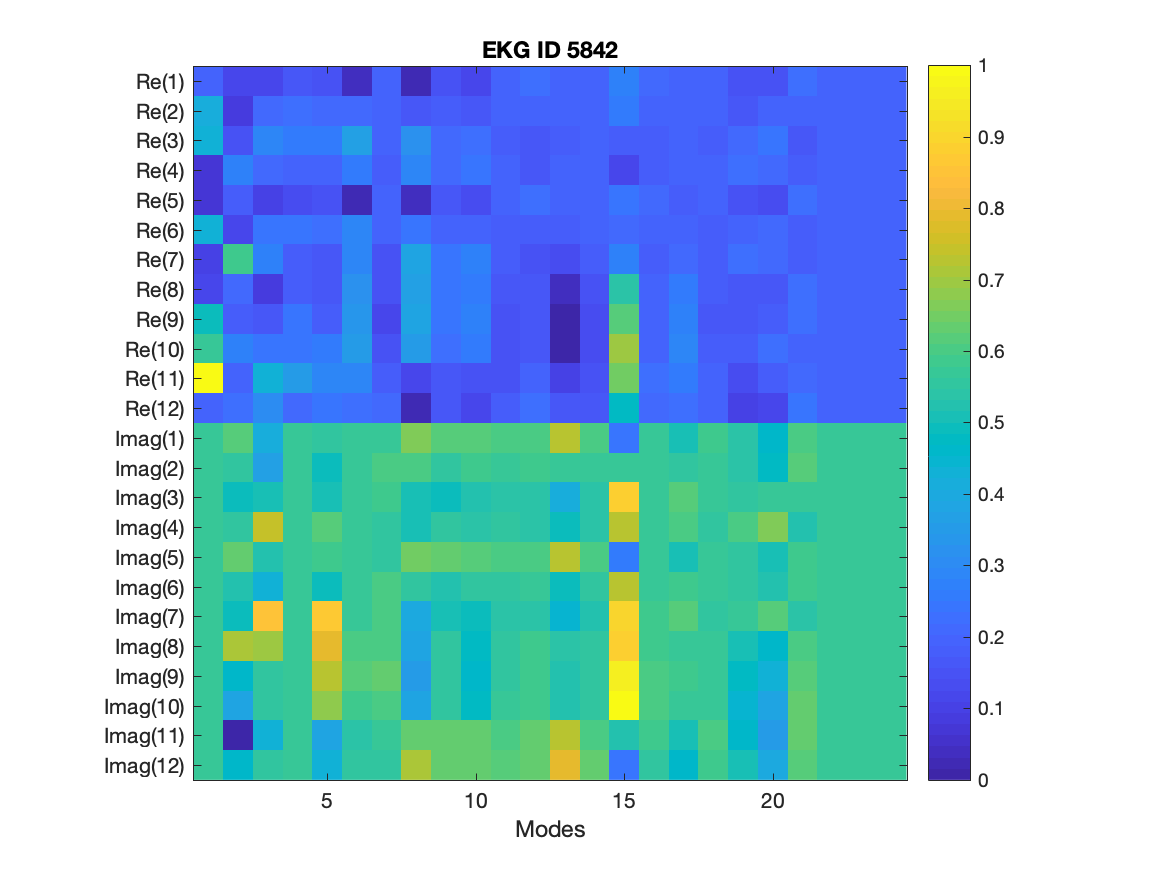 EKG ID 5842
Re(1)
Re(2)
Re(3)
Re(4)
Re(5)
Re(6)
Re(7)
Re(8)
Re(9)
Re(10)
Re(11)
Re(12)
Imag(1)
Imag(2)
Imag(3)
Imag(4)
Imag(5)
Imag(6)
Imag(7)
Imag(8)
Imag(9)
Imag(10)
Imag(11)
Imag(12)
5 10 15 20
Modes
1
0.9
0.8
0.7
0.6
0.5
0.4
0.3
0.2
0.1
0